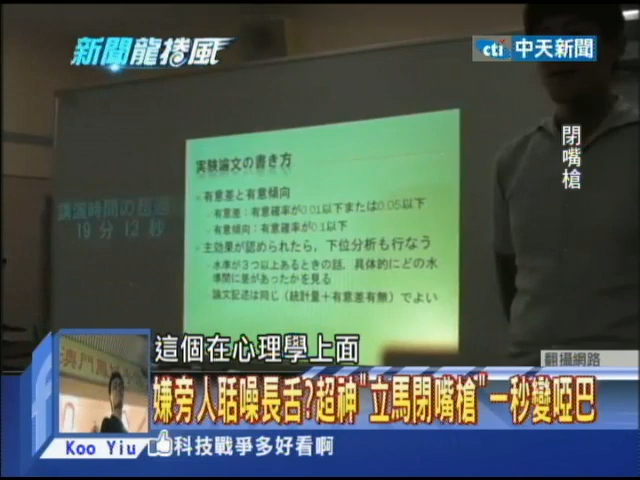 新聞龍捲風
cti 中天新聞
閉嘴槍
実験論文の書き方
有意差と有意傾向
有意差：有意確率が0.01以下または0.05以下
有意傾向：有意確率が0.1以下
主効果が認められたら，下位分析も行なう
水準が３つ以上あるときの話．具体的にどの水
準間に差があったかを見る
論文記述は同じ（統計量＋有意差有無）でよい
講演時間の超過
19 分 12 秒
這個在心理學上面
翻攝網路
嫌旁人聒噪長舌?超神"立馬閉嘴槍"一秒變啞巴
Koo Yiu 科技戰爭多好看啊